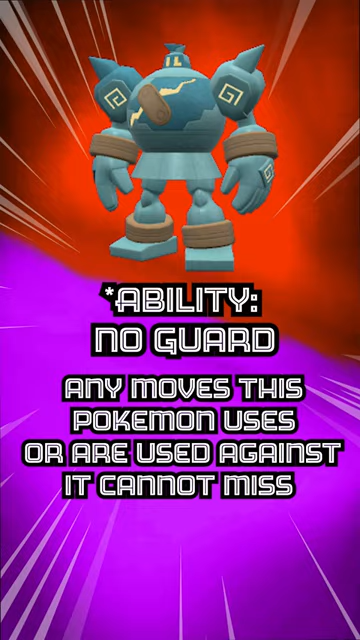 *ABILITY:
NO GUARD
ANY MOVES THIS
POKEMON USES
OR ARE USED AGAINST
IT CANNOT MISS